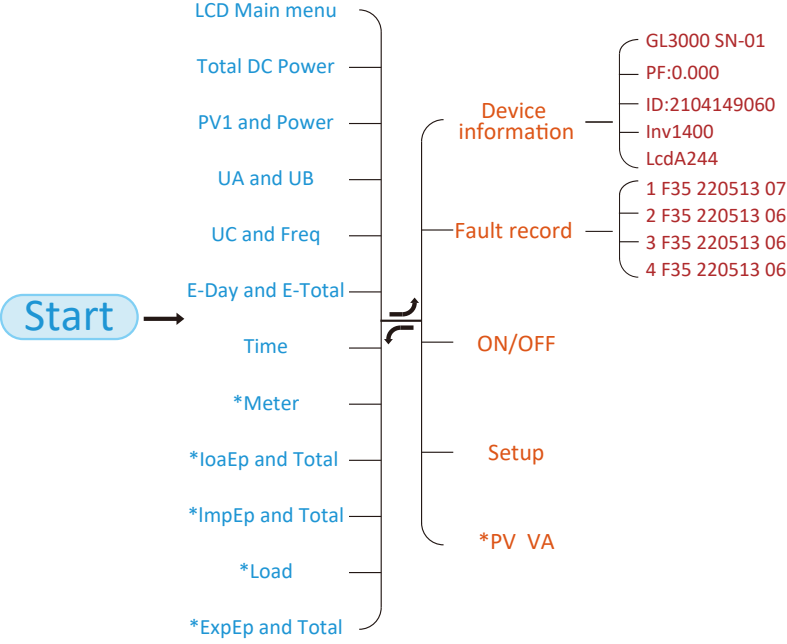 Start
LCD Main menu
Total DC Power
PV1 and Power
UA and UB
UC and Freq
E-Day and E-Total
Time
*Meter
*loaEp and Total
*lmpEp and Total
*Load
*ExpEp and Total
Device
information
Fault record
ON/OFF
Setup
*PV VA
GL3000 SN-01
PF:0.000
ID:2104149060
Inv1400
LcdA244
1 F35 220513 07
2 F35 220513 06
3 F35 220513 06
4 F35 220513 06